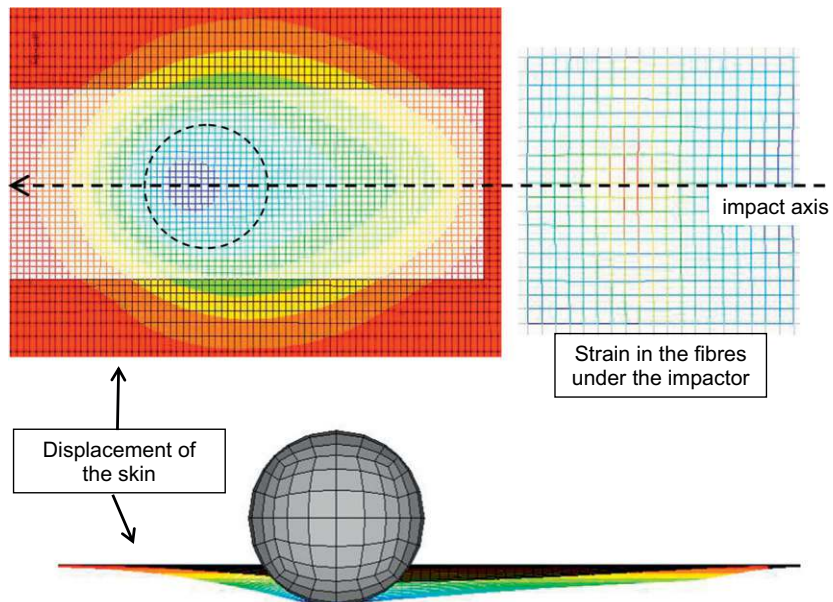 impact axis
Strain in the fibres
under the impactor
Displacement of
the skin